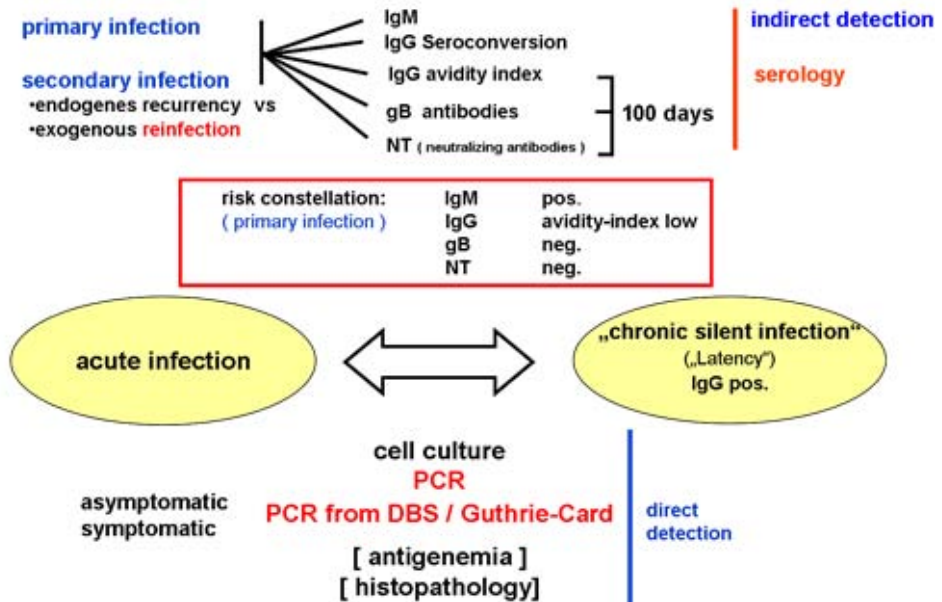 primary infection
secondary infection
•endogenes recurrency vs
•exogenous reinfection
IgM
IgG Seroconversion
IgG avidity index
gB antibodies
NT ( neutralizing antibodies )
100 days
indirect detection
serology
risk constellation: IgM pos.
( primary infection ) IgG avidity-index low
gB neg.
NT neg.
acute infection
„chronic silent infection“
(„Latency“)
IgG pos.
cell culture
PCR
PCR from DBS / Guthrie-Card
[ antigenemia ]
[ histopathology]
asymptomatic
symptomatic
direct
detection